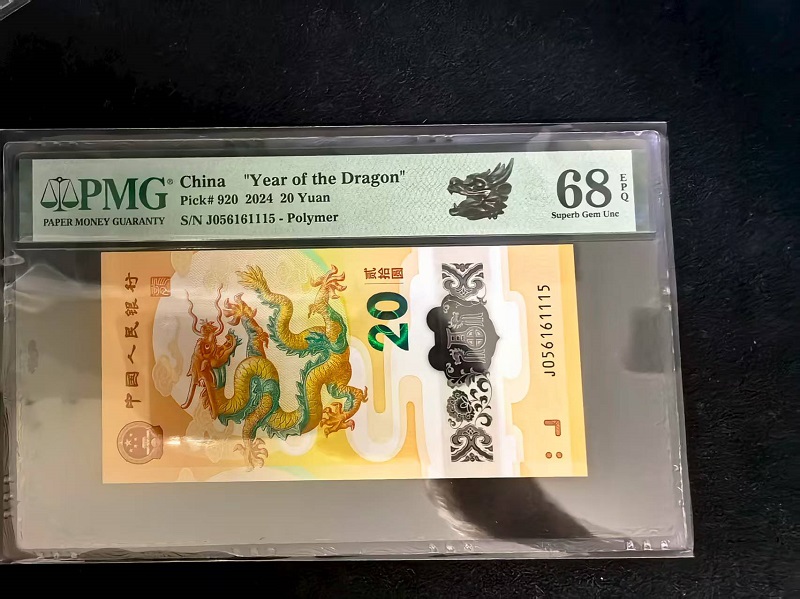 PMG®
PAPER MONEY GUARANTY
China "Year of the Dragon"
Pick# 920 2024 20 Yuan
S/N J056161115 - Polymer
68
EPQ
Superb Gem Unc
中国人民银行
贰拾圆
20
J056161115